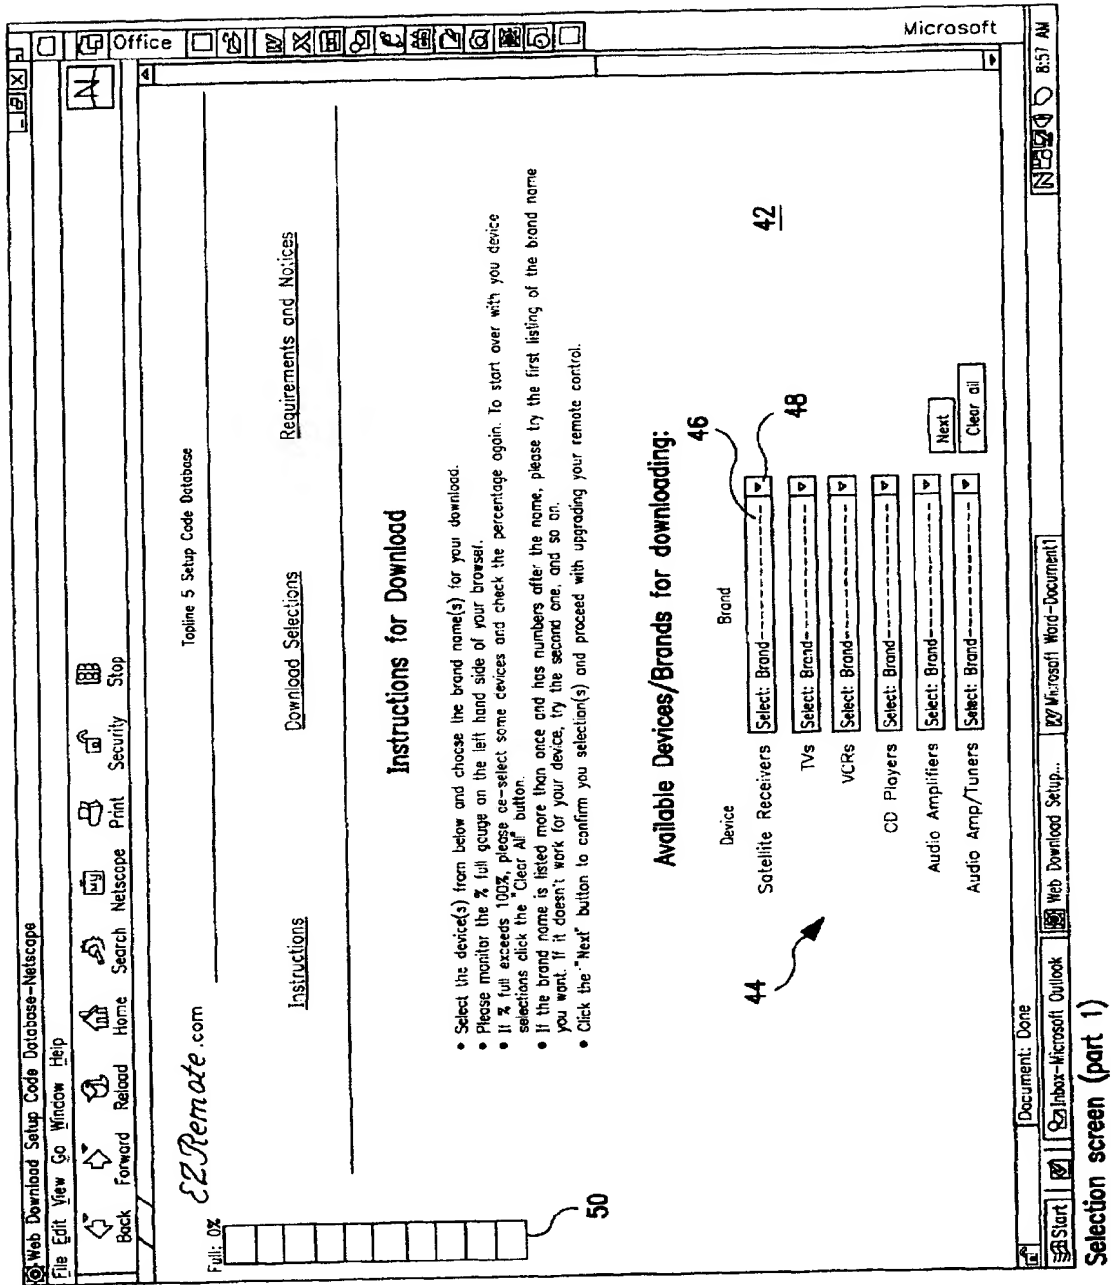 Web Download Setup Code Database-Netscape
File Edit View Go Window Help
Back Forward Reload Home Search Netscape Print Security Stop
N
Office
Microsoft
Full: 0%
EZRemote.com
Topline 5 Setup Code Database
Instructions Download Selections Requirements and Notices
Instructions for Download
• Select the device(s) from below and choose the brand name(s) for your download.
• Please monitor the % full gauge on the left hand side of your browser.
• If % full exceeds 100%, please de-select some devices and check the percentage again. To start over with you device
selections click the "Clear All" button.
• If the brand name is listed more than once and has numbers after the name, please try the first listing of the brand name
you want. If it doesn't work for your device, try the second one, and so on.
• Click the "Next" button to confirm you selection(s) and proceed with upgrading your remote control.
Available Devices/Brands for downloading:
Device Brand
Satellite Receivers Select: Brand
TVs Select: Brand
VCRs Select: Brand
CD Players Select: Brand
Audio Amplifiers Select: Brand
Audio Amp/Tuners Select: Brand
Next
Clear all
42
44
46
48
50
Document: Done
Start Inbox-Microsoft Outlook Web Download Setup... Microsoft Word-Document1 8:57 AM
Selection screen (part 1)